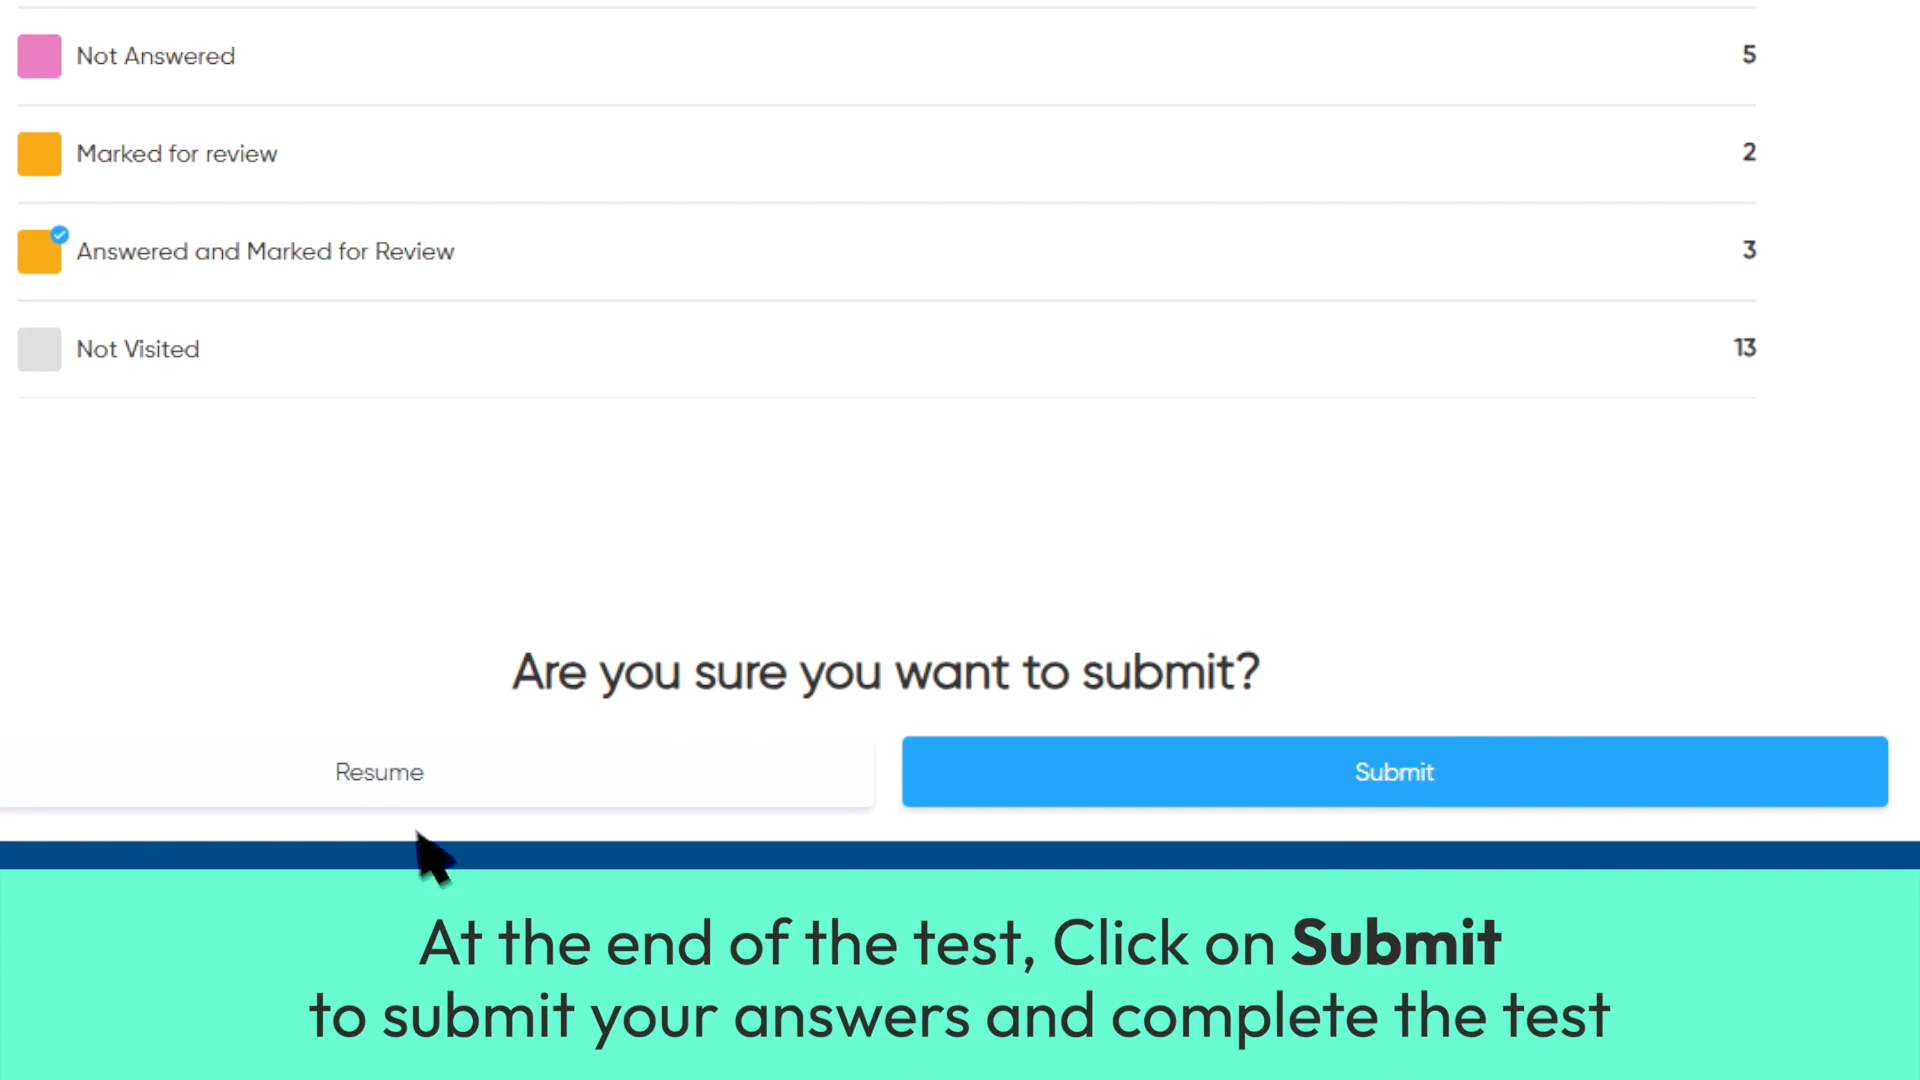 Not Answered 5
Marked for review 2
Answered and Marked for Review 3
Not Visited 13
Are you sure you want to submit?
Resume Submit
At the end of the test, Click on Submit
to submit your answers and complete the test